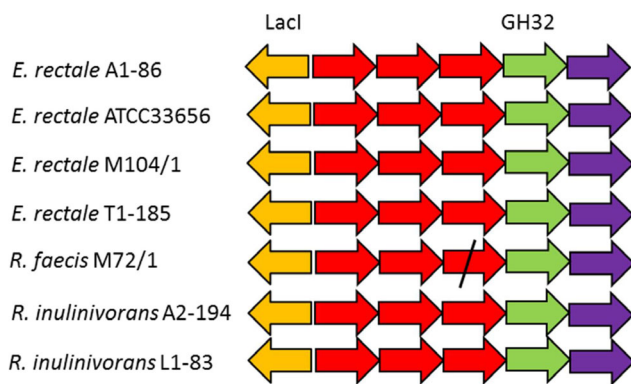 LacI GH32
E. rectale A1-86
E. rectale ATCC33656
E. rectale M104/1
E. rectale T1-185
R. faecis M72/1
R. inulinivorans A2-194
R. inulinivorans L1-83